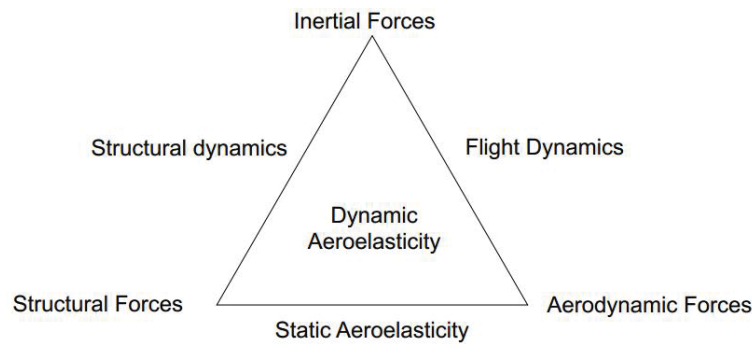 Inertial Forces
Structural dynamics
Flight Dynamics
Dynamic
Aeroelasticity
Structural Forces
Aerodynamic Forces
Static Aeroelasticity